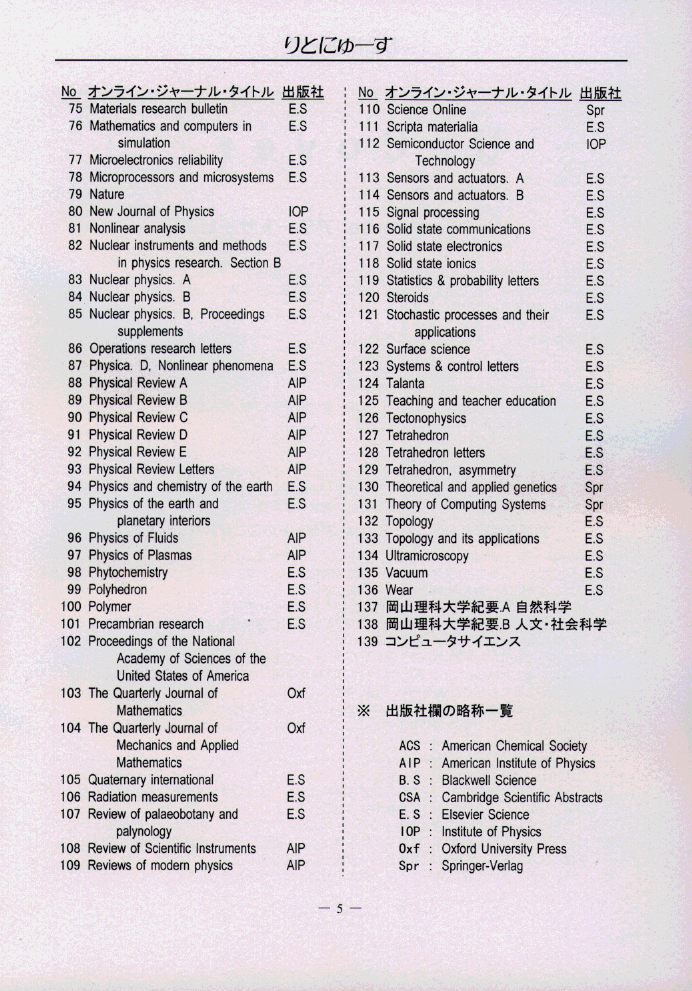 りとにゅーす
No オンライン・ジャーナル・タイトル 出版社
75 Materials research bulletin E.S
76 Mathematics and computers in E.S
simulation
77 Microelectronics reliability E.S
78 Microprocessors and microsystems E.S
79 Nature
80 New Journal of Physics IOP
81 Nonlinear analysis E.S
82 Nuclear instruments and methods E.S
in physics research. Section B
83 Nuclear physics. A E.S
84 Nuclear physics. B E.S
85 Nuclear physics. B, Proceedings E.S
supplements
86 Operations research letters E.S
87 Physica. D, Nonlinear phenomena E.S
88 Physical Review A AIP
89 Physical Review B AIP
90 Physical Review C AIP
91 Physical Review D AIP
92 Physical Review E AIP
93 Physical Review Letters AIP
94 Physics and chemistry of the earth E.S
95 Physics of the earth and E.S
planetary interiors
96 Physics of Fluids AIP
97 Physics of Plasmas AIP
98 Phytochemistry E.S
99 Polyhedron E.S
100 Polymer E.S
101 Precambrian research E.S
102 Proceedings of the National
Academy of Sciences of the
United States of America
103 The Quarterly Journal of Oxf
Mathematics
104 The Quarterly Journal of Oxf
Mechanics and Applied
Mathematics
105 Quaternary international E.S
106 Radiation measurements E.S
107 Review of palaeobotany and E.S
palynology
108 Review of Scientific Instruments AIP
109 Reviews of modern physics AIP
No オンライン・ジャーナル・タイトル 出版社
110 Science Online Spr
111 Scripta materialia E.S
112 Semiconductor Science and IOP
Technology
113 Sensors and actuators. A E.S
114 Sensors and actuators. B E.S
115 Signal processing E.S
116 Solid state communications E.S
117 Solid state electronics E.S
118 Solid state ionics E.S
119 Statistics & probability letters E.S
120 Steroids E.S
121 Stochastic processes and their E.S
applications
122 Surface science E.S
123 Systems & control letters E.S
124 Talanta E.S
125 Teaching and teacher education E.S
126 Tectonophysics E.S
127 Tetrahedron E.S
128 Tetrahedron letters E.S
129 Tetrahedron, asymmetry E.S
130 Theoretical and applied genetics Spr
131 Theory of Computing Systems Spr
132 Topology E.S
133 Topology and its applications E.S
134 Ultramicroscopy E.S
135 Vacuum E.S
136 Wear E.S
137 岡山理科大学紀要.A 自然科学
138 岡山理科大学紀要.B 人文・社会科学
139 コンピュータサイエンス
※ 出版社欄の略称一覧
ACS : American Chemical Society
AIP : American Institute of Physics
B.S : Blackwell Science
CSA : Cambridge Scientific Abstracts
E.S : Elsevier Science
IOP : Institute of Physics
Oxf : Oxford University Press
Spr : Springer-Verlag
— 5 —